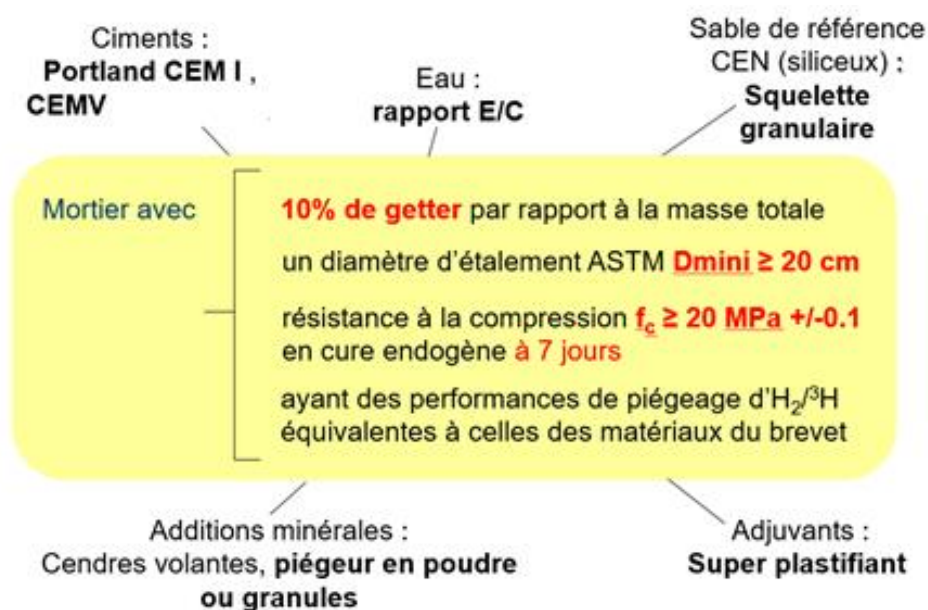 Ciments :
Portland CEM I ,
CEMV
Eau :
rapport E/C
Sable de référence
CEN (siliceux) :
Squelette
granulaire
Mortier avec
10% de getter par rapport à la masse totale
un diamètre d'étalement ASTM Dmini ≥ 20 cm
résistance à la compression fc ≥ 20 MPa +/-0.1
en cure endogène à 7 jours
ayant des performances de piégeage d'H₂/³H
équivalentes à celles des matériaux du brevet
Additions minérales :
Cendres volantes, piégeur en poudre
ou granules
Adjuvants :
Super plastifiant